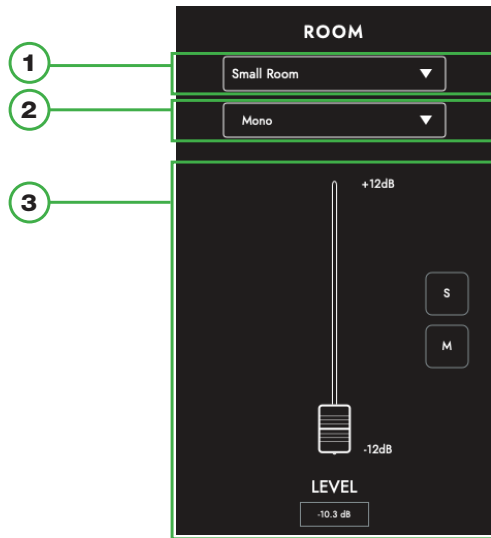 ROOM
1
Small Room
2
Mono
3
+12dB
S
M
-12dB
LEVEL
-10.3 dB